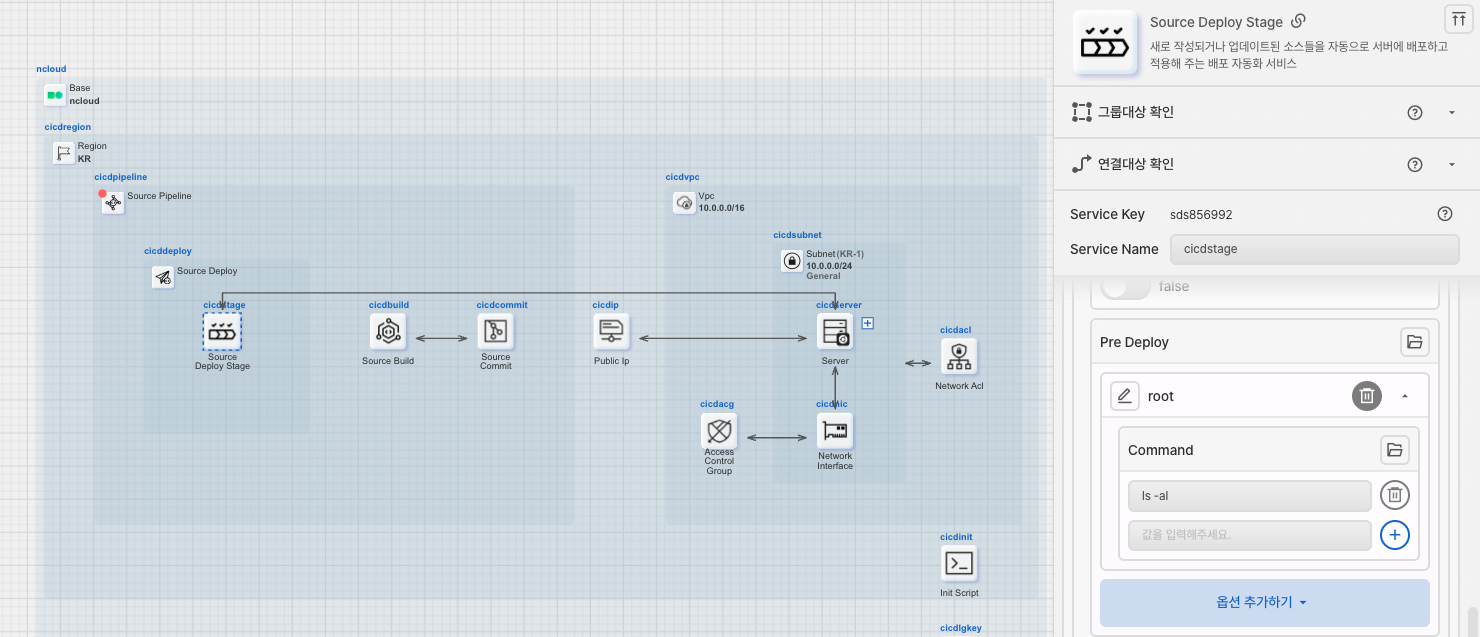 ncloud
Base
ncloud
cicdregion
Region
KR
cicdpipeline
Source Pipeline
cicdvpc
Vpc
10.0.0.0/16
cicdsubnet
Subnet (KR-1)
10.0.0.0/24
General
cicddeploy
Source Deploy
cicdstage
Source
Deploy Stage
cicdbuild
Source Build
cicdcommit
Source
Commit
cicdip
Public Ip
cicdserver
Server
cicdacl
Network Acl
cicdacg
Access
Control
Group
cicdnic
Network
Interface
cicdinit
Init Script
cicdlgkey
Source Deploy Stage
새로 작성되거나 업데이트된 소스들을 자동으로 서버에 배포하고
적용해 주는 배포 자동화 서비스
그룹대상 확인
연결대상 확인
Service Key sds856992
Service Name cicdstage
false
Pre Deploy
root
Command
ls -al
값을 입력해주세요.
옵션 추가하기